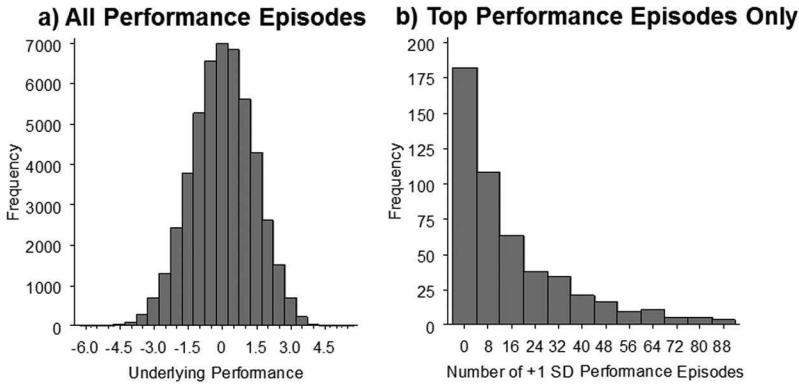 a) All Performance Episodes
7000
6000
5000
4000
3000
2000
1000
0
Frequency
-6.0 -4.5 -3.0 -1.5 0 1.5 3.0 4.5
Underlying Performance
b) Top Performance Episodes Only
200
175
150
125
100
75
50
25
0
Frequency
0 8 16 24 32 40 48 56 64 72 80 88
Number of +1 SD Performance Episodes